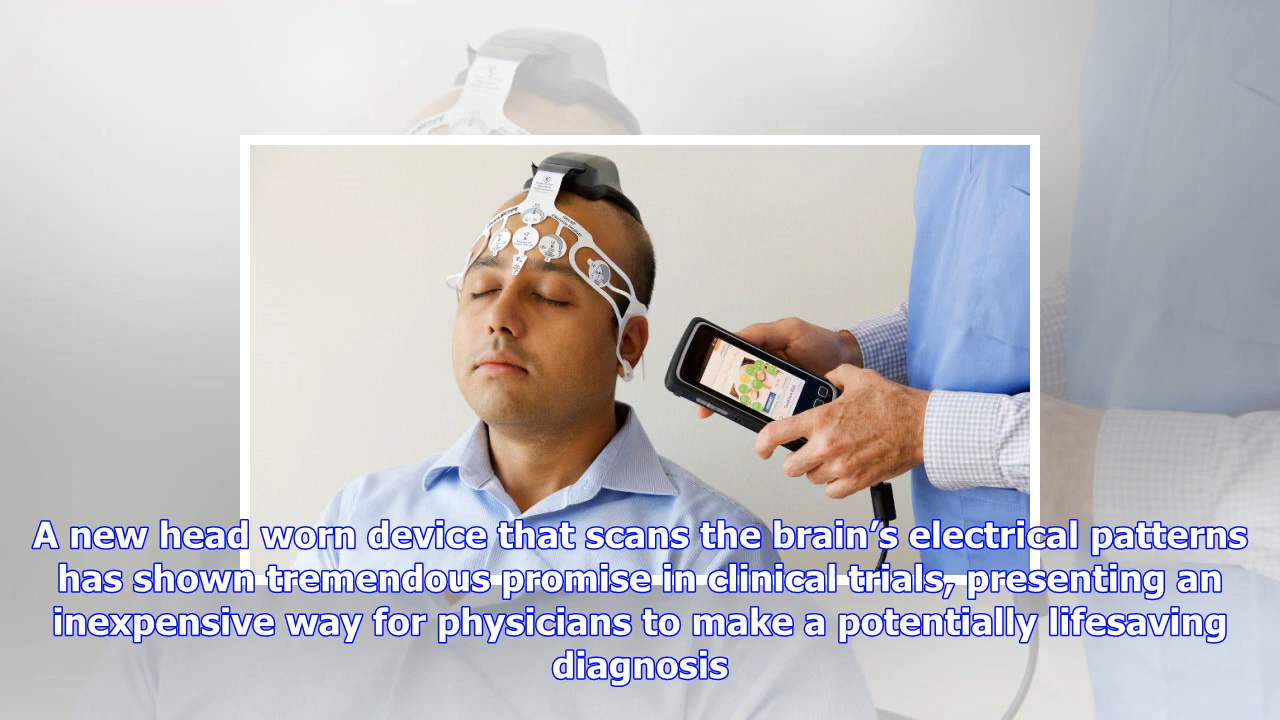 A new head worn device that scans the brain’s electrical patterns
has shown tremendous promise in clinical trials, presenting an
inexpensive way for physicians to make a potentially lifesaving
diagnosis